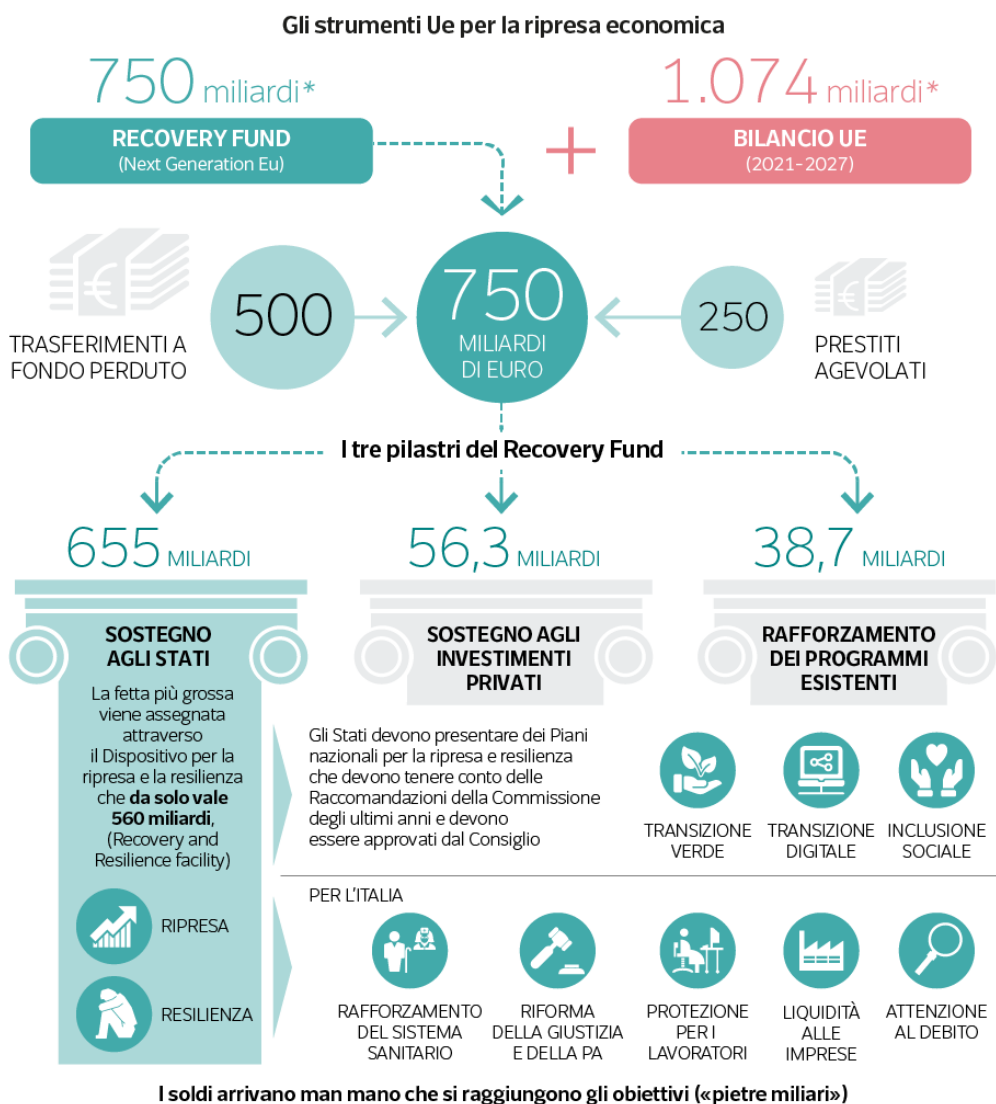 Gli strumenti Ue per la ripresa economica
750 miliardi*
RECOVERY FUND
(Next Generation Eu)
+
1.074 miliardi*
BILANCIO UE
(2021-2027)
€
TRASFERIMENTI A
FONDO PERDUTO
500
750
MILIARDI
DI EURO
250
€
PRESTITI
AGEVOLATI
I tre pilastri del Recovery Fund
655 MILIARDI
SOSTEGNO
AGLI STATI
La fetta più grossa
viene assegnata
attraverso
il Dispositivo per la
ripresa e la resilienza
che da solo vale
560 miliardi,
(Recovery and
Resilience facility)
RIPRESA
RESILIENZA
56,3 MILIARDI
SOSTEGNO AGLI
INVESTIMENTI
PRIVATI
38,7 MILIARDI
RAFFORZAMENTO
DEI PROGRAMMI
ESISTENTI
Gli Stati devono presentare dei Piani
nazionali per la ripresa e resilienza
che devono tenere conto delle
Raccomandazioni della Commissione
degli ultimi anni e devono
essere approvati dal Consiglio
TRANSIZIONE
VERDE
TRANSIZIONE
DIGITALE
INCLUSIONE
SOCIALE
PER L'ITALIA
RAFFORZAMENTO
DEL SISTEMA
SANITARIO
RIFORMA
DELLA GIUSTIZIA
E DELLA PA
PROTEZIONE
PER I
LAVORATORI
LIQUIDITÀ
ALLE
IMPRESE
ATTENZIONE
AL DEBITO
I soldi arrivano man mano che si raggiungono gli obiettivi («pietre miliari»)